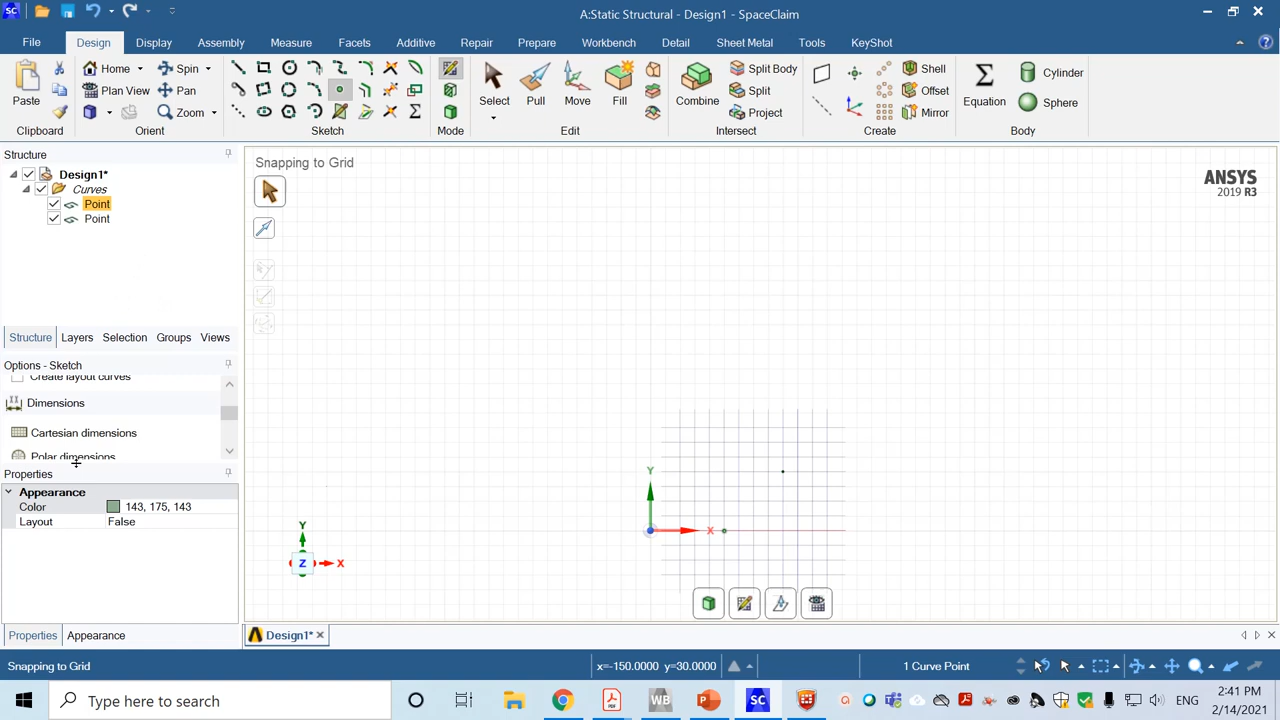 SC
A:Static Structural - Design1 - SpaceClaim
File Design Display Assembly Measure Facets Additive Repair Prepare Workbench Detail Sheet Metal Tools KeyShot
Paste Home Spin Select Pull Move Fill Combine Split Body Shell Equation Cylinder
Plan View Pan Split Offset Sphere
Zoom Project Mirror
Clipboard Orient Sketch Mode Edit Intersect Create Body
Structure
Design1*
Curves
Point
Point
Structure Layers Selection Groups Views
Options - Sketch
Create layout curves
Dimensions
Cartesian dimensions
Polar dimensions
Properties
Appearance
Color 143, 175, 143
Layout False
Properties Appearance
Snapping to Grid
ANSYS
2019 R3
Y
X
Y
Z X
Design1*
Snapping to Grid x=-150.0000 y=30.0000 1 Curve Point
Type here to search WB SC ENG 2:41 PM
2/14/2021